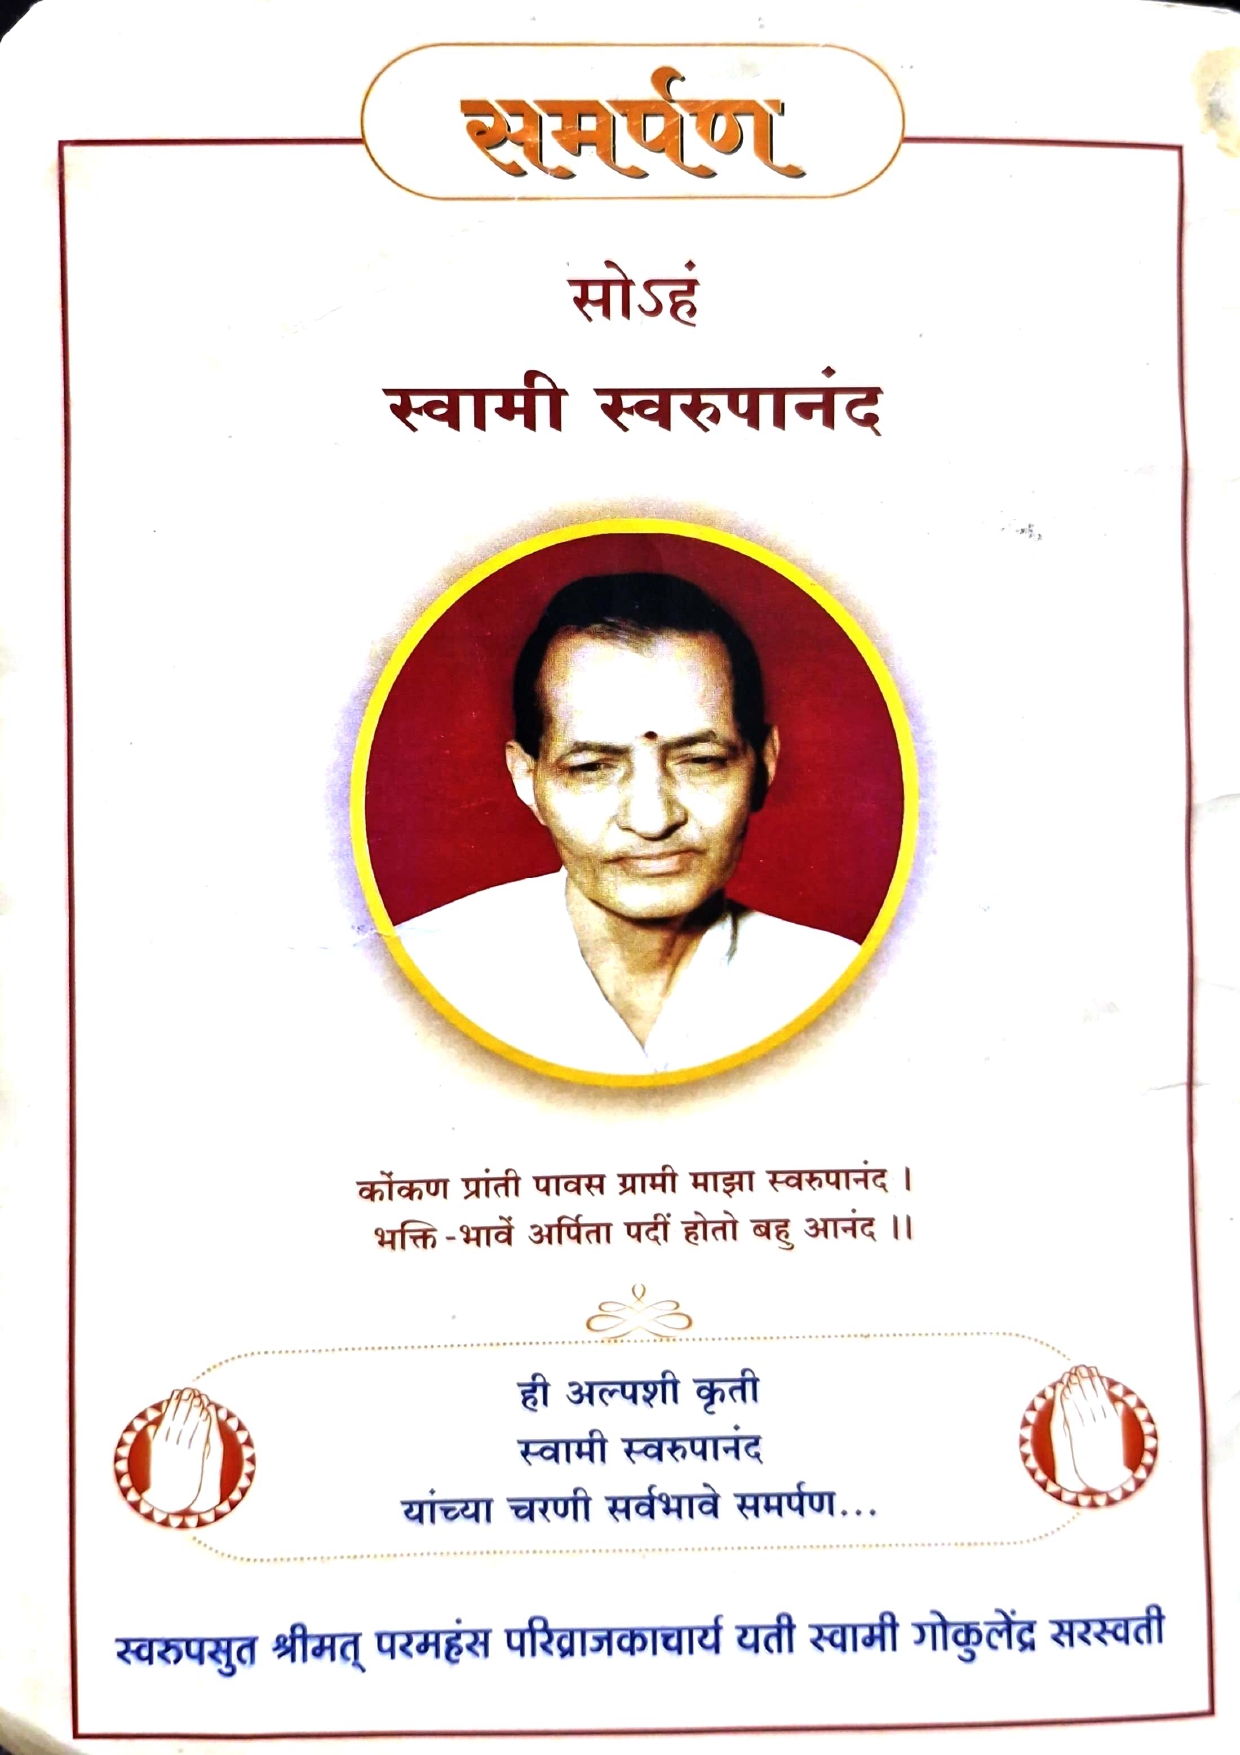 समर्पण
सोऽहं
स्वामी स्वरुपानंद
कोंकण प्रांती पावस ग्रामी माझा स्वरुपानंद ।
भक्ति -भावें अर्पिता पदीं होतो बहु आनंद ।।
ही अल्पशी कृती
स्वामी स्वरुपानंद
यांच्या चरणी सर्वभावे समर्पण...
स्वरुपसुत श्रीमत् परमहंस परिव्राजकाचार्य यती स्वामी गोकुलेंद्र सरस्वती